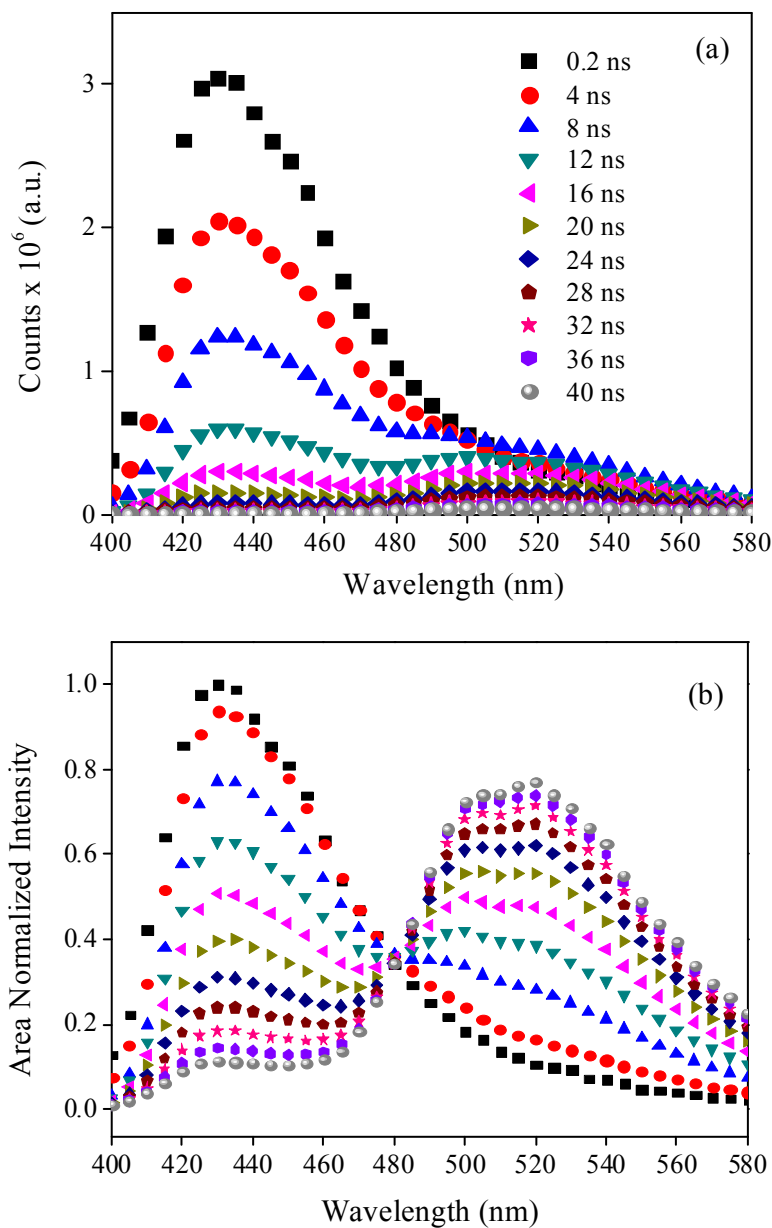 (a)
0.2 ns
4 ns
8 ns
12 ns
16 ns
20 ns
24 ns
28 ns
32 ns
36 ns
40 ns
3
2
1
0
Counts x 10⁶ (a.u.)
400 420 440 460 480 500 520 540 560 580
Wavelength (nm)
(b)
1.0
0.8
0.6
0.4
0.2
0.0
Area Normalized Intensity
400 420 440 460 480 500 520 540 560 580
Wavelength (nm)